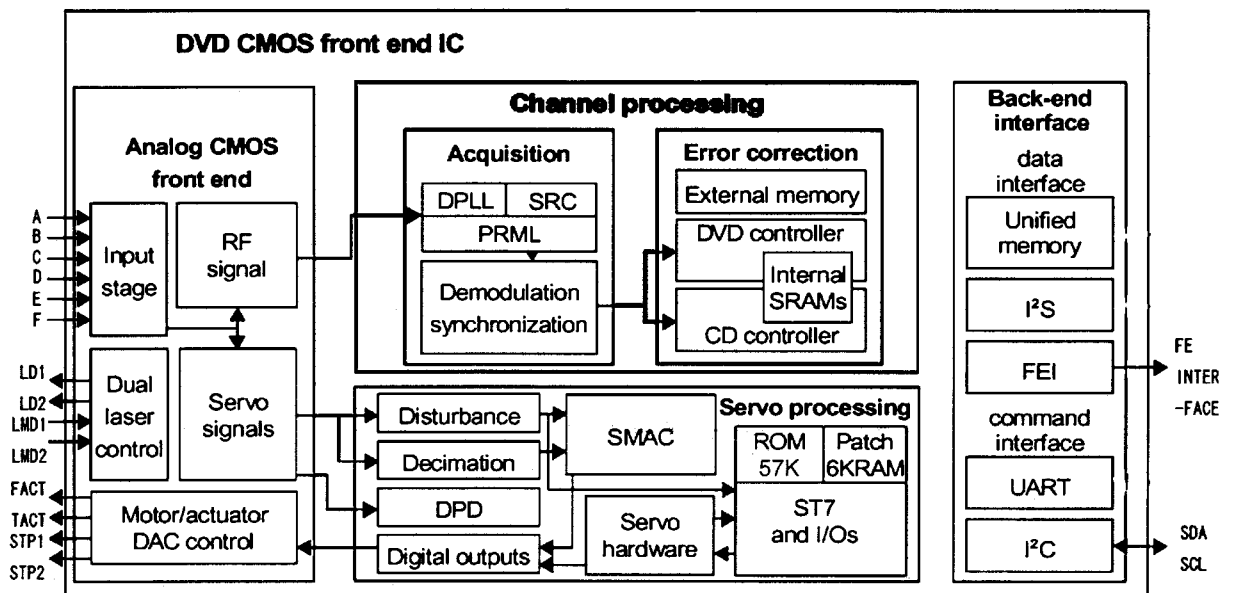 DVD CMOS front end IC
Analog CMOS
front end
A
B
C
D
E
F
Input
stage
RF
signal
LD1
LD2
LMD1
LMD2
Dual
laser
control
Servo
signals
FACT
TACT
STP1
STP2
Motor/actuator
DAC control
Channel processing
Acquisition
DPLL
SRC
PRML
Demodulation
synchronization
Error correction
External memory
DVD controller
Internal
SRAMs
CD controller
Servo processing
Disturbance
Decimation
DPD
Digital outputs
SMAC
Servo
hardware
ROM
57K
Patch
6KRAM
ST7
and I/Os
Back-end
interface
data
interface
Unified
memory
I²S
FEI
command
interface
UART
I²C
FE
INTER
-FACE
SDA
SCL